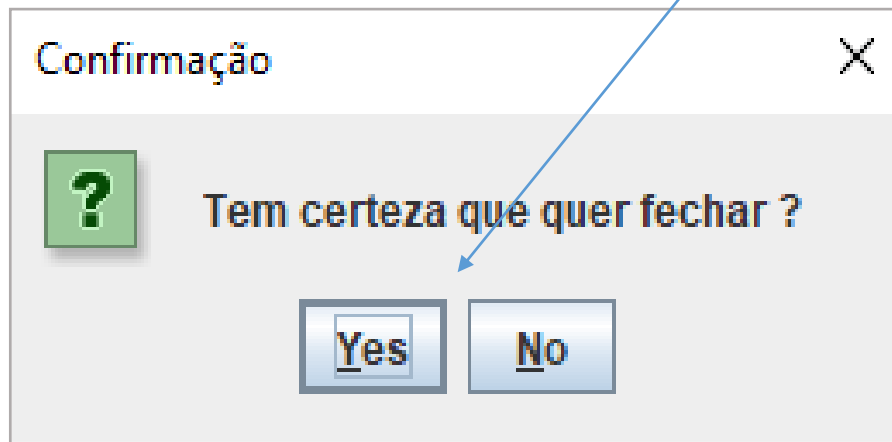 Confirmação
?
Tem certeza que quer fechar ?
Yes No